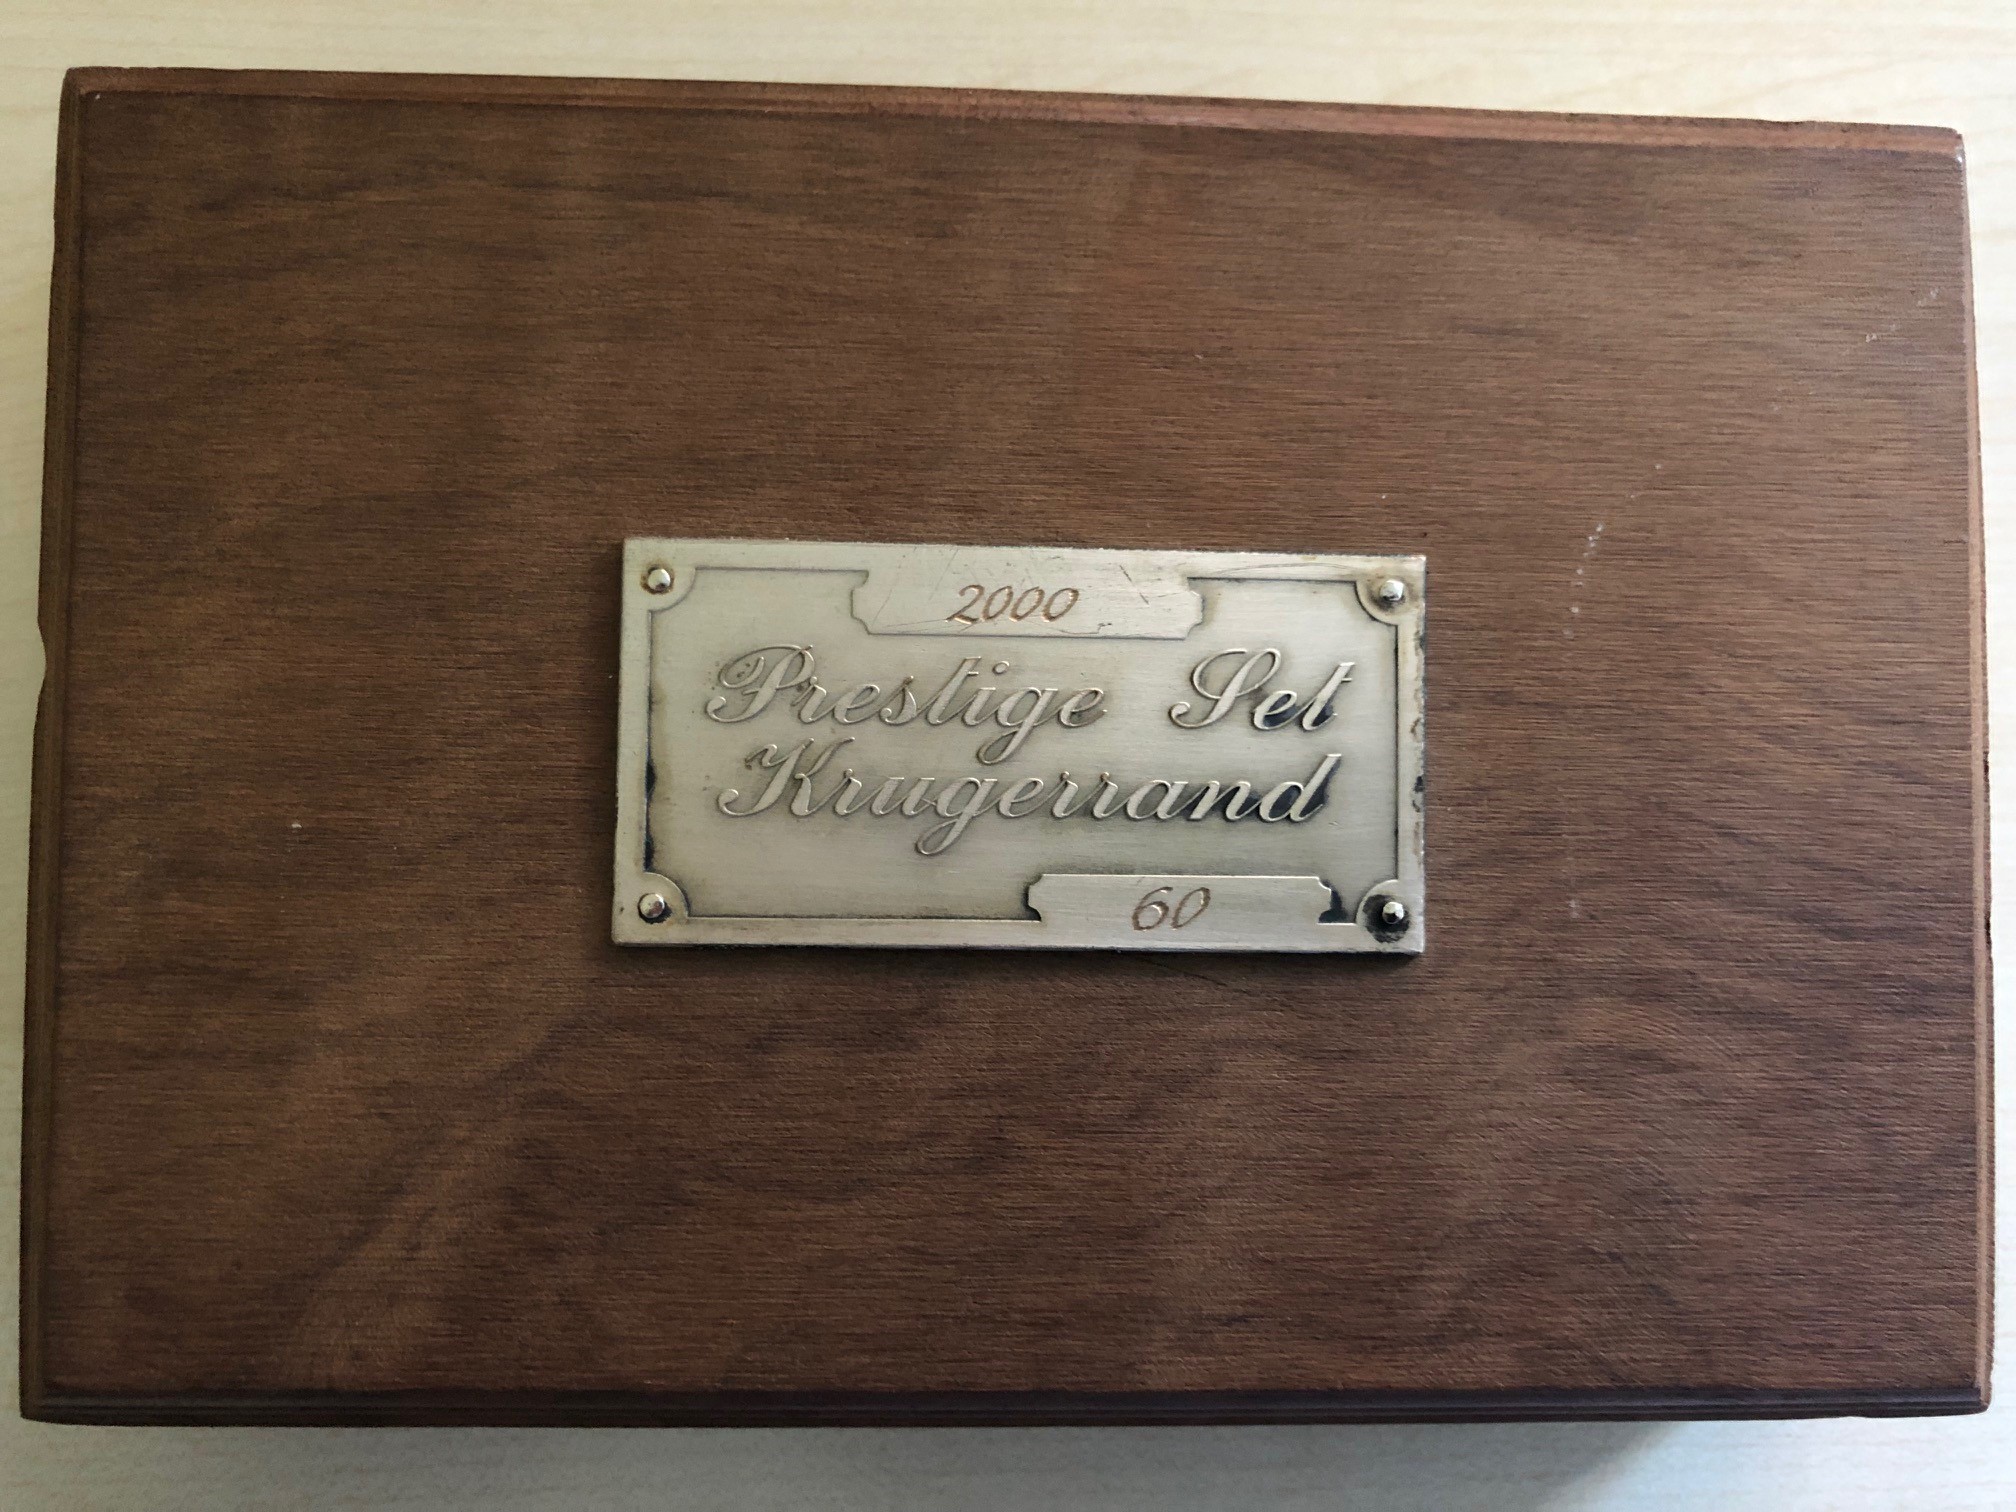 2000
Prestige Set
Krugerrand
60